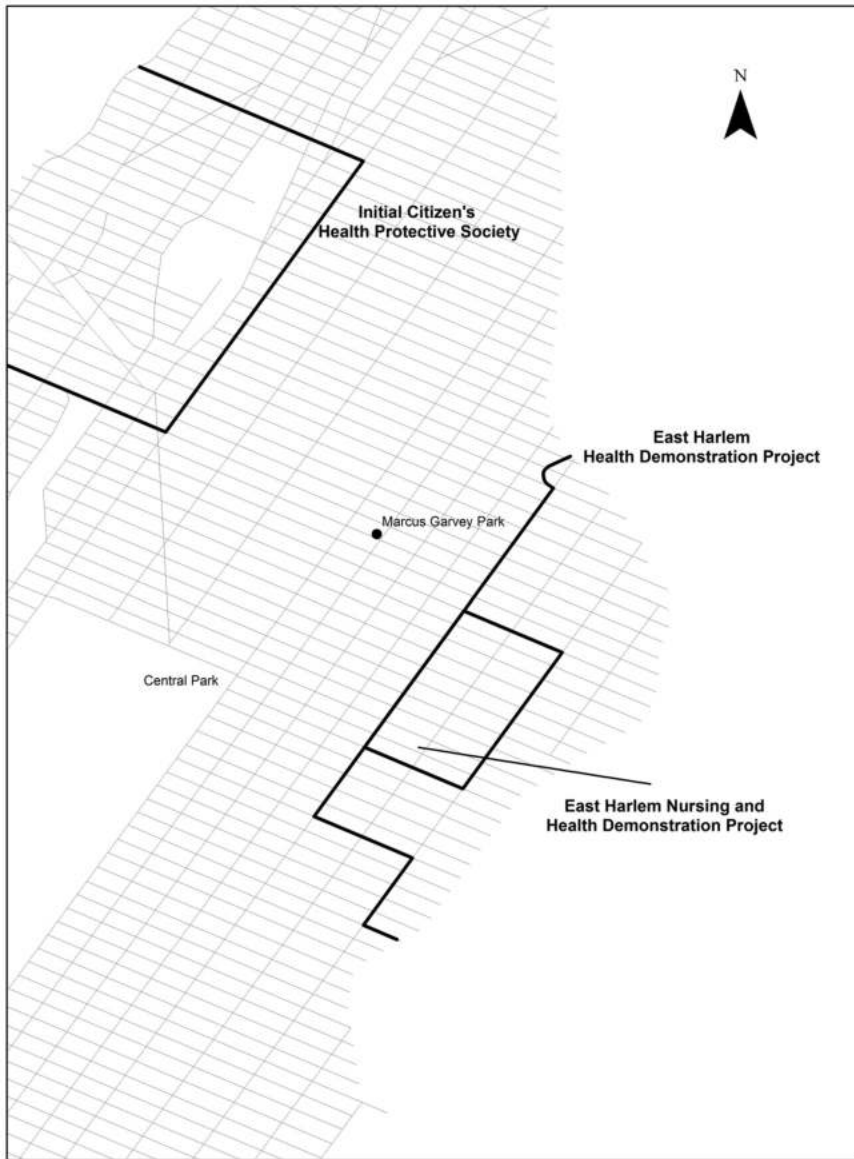 N
Initial Citizen's
Health Protective Society
East Harlem
Health Demonstration Project
Marcus Garvey Park
Central Park
East Harlem Nursing and
Health Demonstration Project